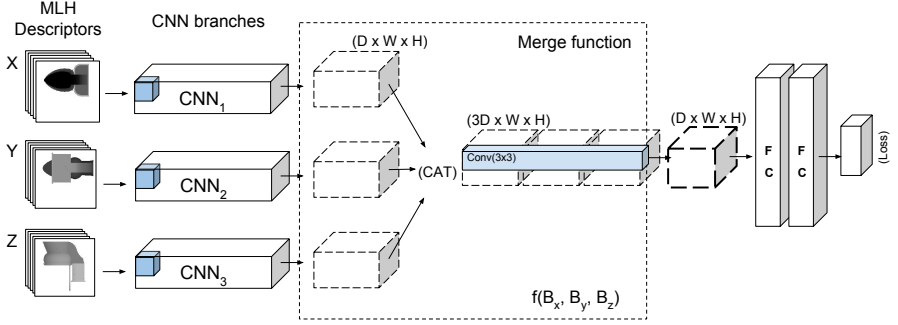 MLH
Descriptors
CNN branches
Merge function
X
Y
Z
CNN1
CNN2
CNN3
(D x W x H)
(CAT)
(3D x W x H)
Conv(3x3)
(D x W x H)
f(Bx, By, Bz)
F
C
F
C
(Loss)